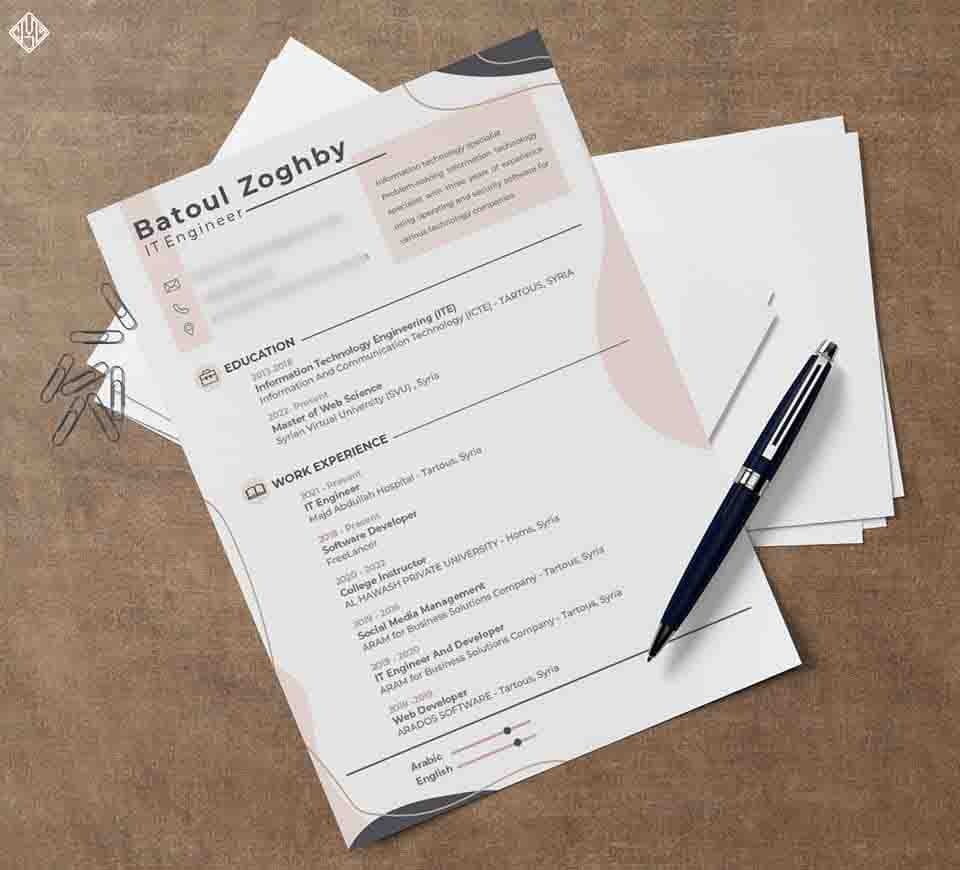 Batoul Zoghby
IT Engineer
Information technology specialist
Problem-solving information technology
specialist with three years of experience
using operating and security software for
various technology companies
EDUCATION
2013-2018
Information Technology Engineering (ITE)
Information And Communication Technology (ICTE) - TARTOUS, SYRIA
2022- Present
Master of Web Science
Syrian Virtual University (SVU) , Syria
WORK EXPERIENCE
2021 - Present
IT Engineer
Majd Abdullah Hospital - Tartous, Syria
2018 - Present
Software Developer
FreeLancer
2020 - 2022
College Instructor
AL HAWASH PRIVATE UNIVERSITY - Homs, Syria
Social Media Management
ARAM for Business Solutions Company - Tartous, Syria
2019 - 2020
IT Engineer And Developer
ARAM for Business Solutions Company - Tartous, Syria
2018 -2019
Web Developer
ARADOS SOFTWARE - Tartous, Syria
Arabic
English